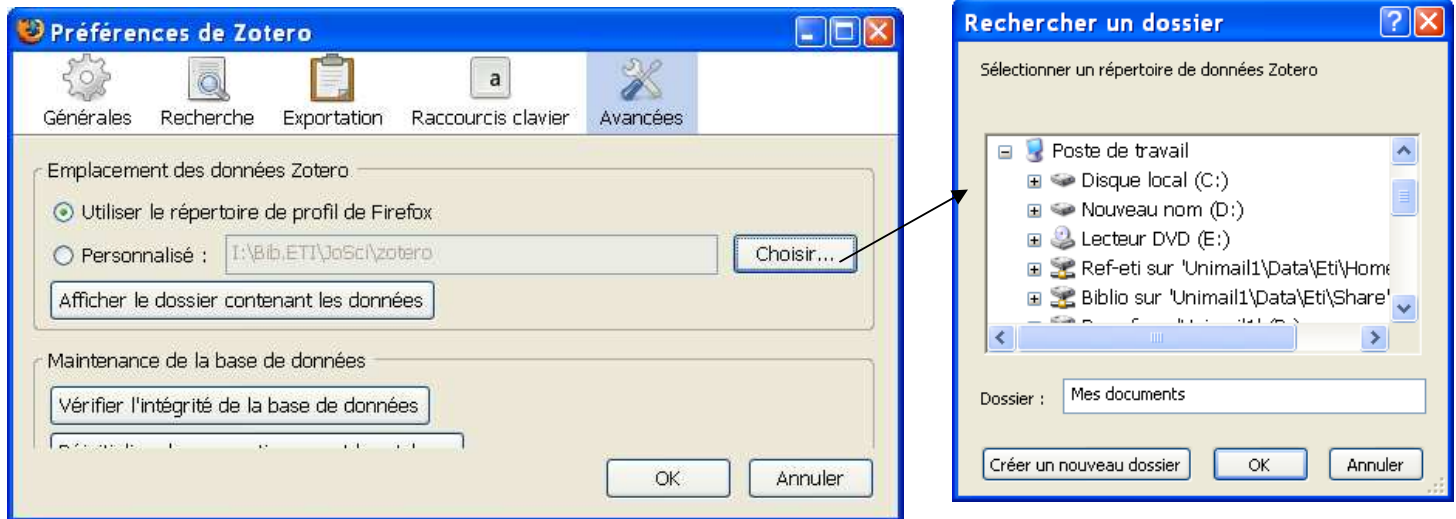 Préférences de Zotero
Générales Recherche Exportation a Raccourcis clavier Avancées
Emplacement des données Zotero
Utiliser le répertoire de profil de Firefox
Personnalisé : I:\Bib.ETI\JoSci\zotero Choisir...
Afficher le dossier contenant les données
Maintenance de la base de données
Vérifier l'intégrité de la base de données
OK Annuler
Rechercher un dossier
Sélectionner un répertoire de données Zotero
Poste de travail
Disque local (C:)
Nouveau nom (D:)
Lecteur DVD (E:)
Ref-eti sur 'Unimail1\Data\Eti\Home
Biblio sur 'Unimail1\Data\Eti\Share'
Dossier : Mes documents
Créer un nouveau dossier OK Annuler